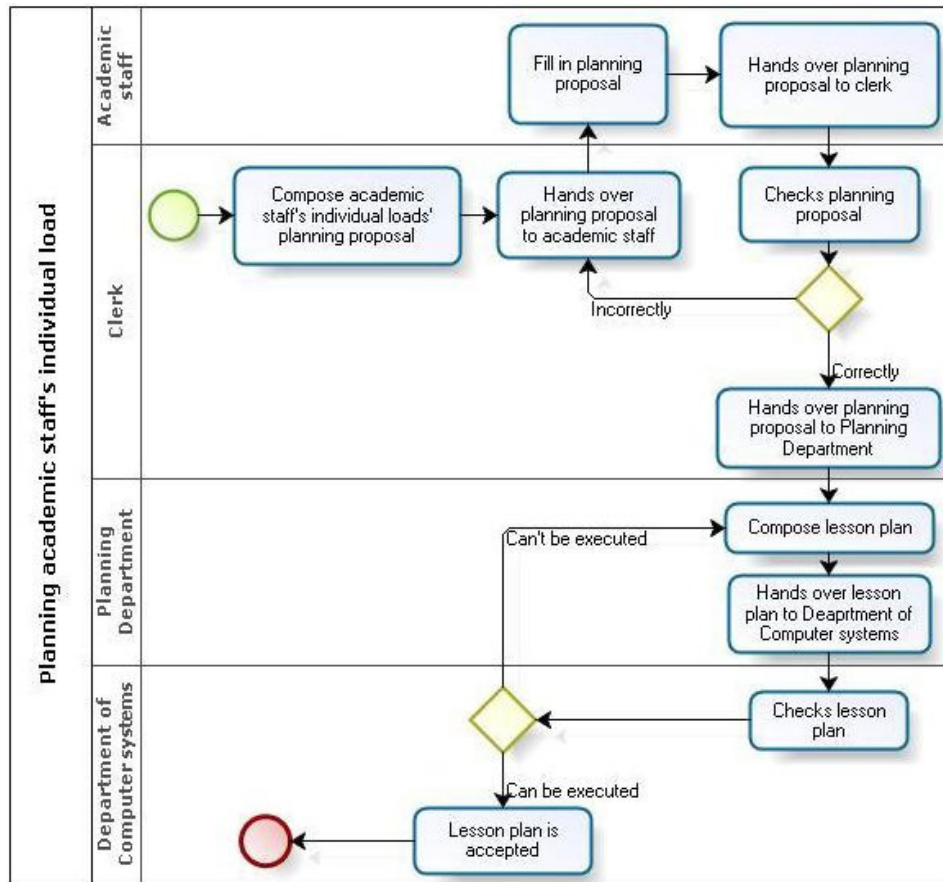 Planning academic staff's individual load
Academic
staff
Fill in planning
proposal
Hands over planning
proposal to clerk
Clerk
Compose academic
staff's individual loads'
planning proposal
Hands over
planning proposal
to academic staff
Checks planning
proposal
Incorrectly
Correctly
Hands over planning
proposal to Planning
Department
Planning
Department
Can't be executed
Compose lesson plan
Hands over lesson
plan to Deaprtment of
Computer systems
Department of
Computer systems
Checks lesson
plan
Can be executed
Lesson plan is
accepted